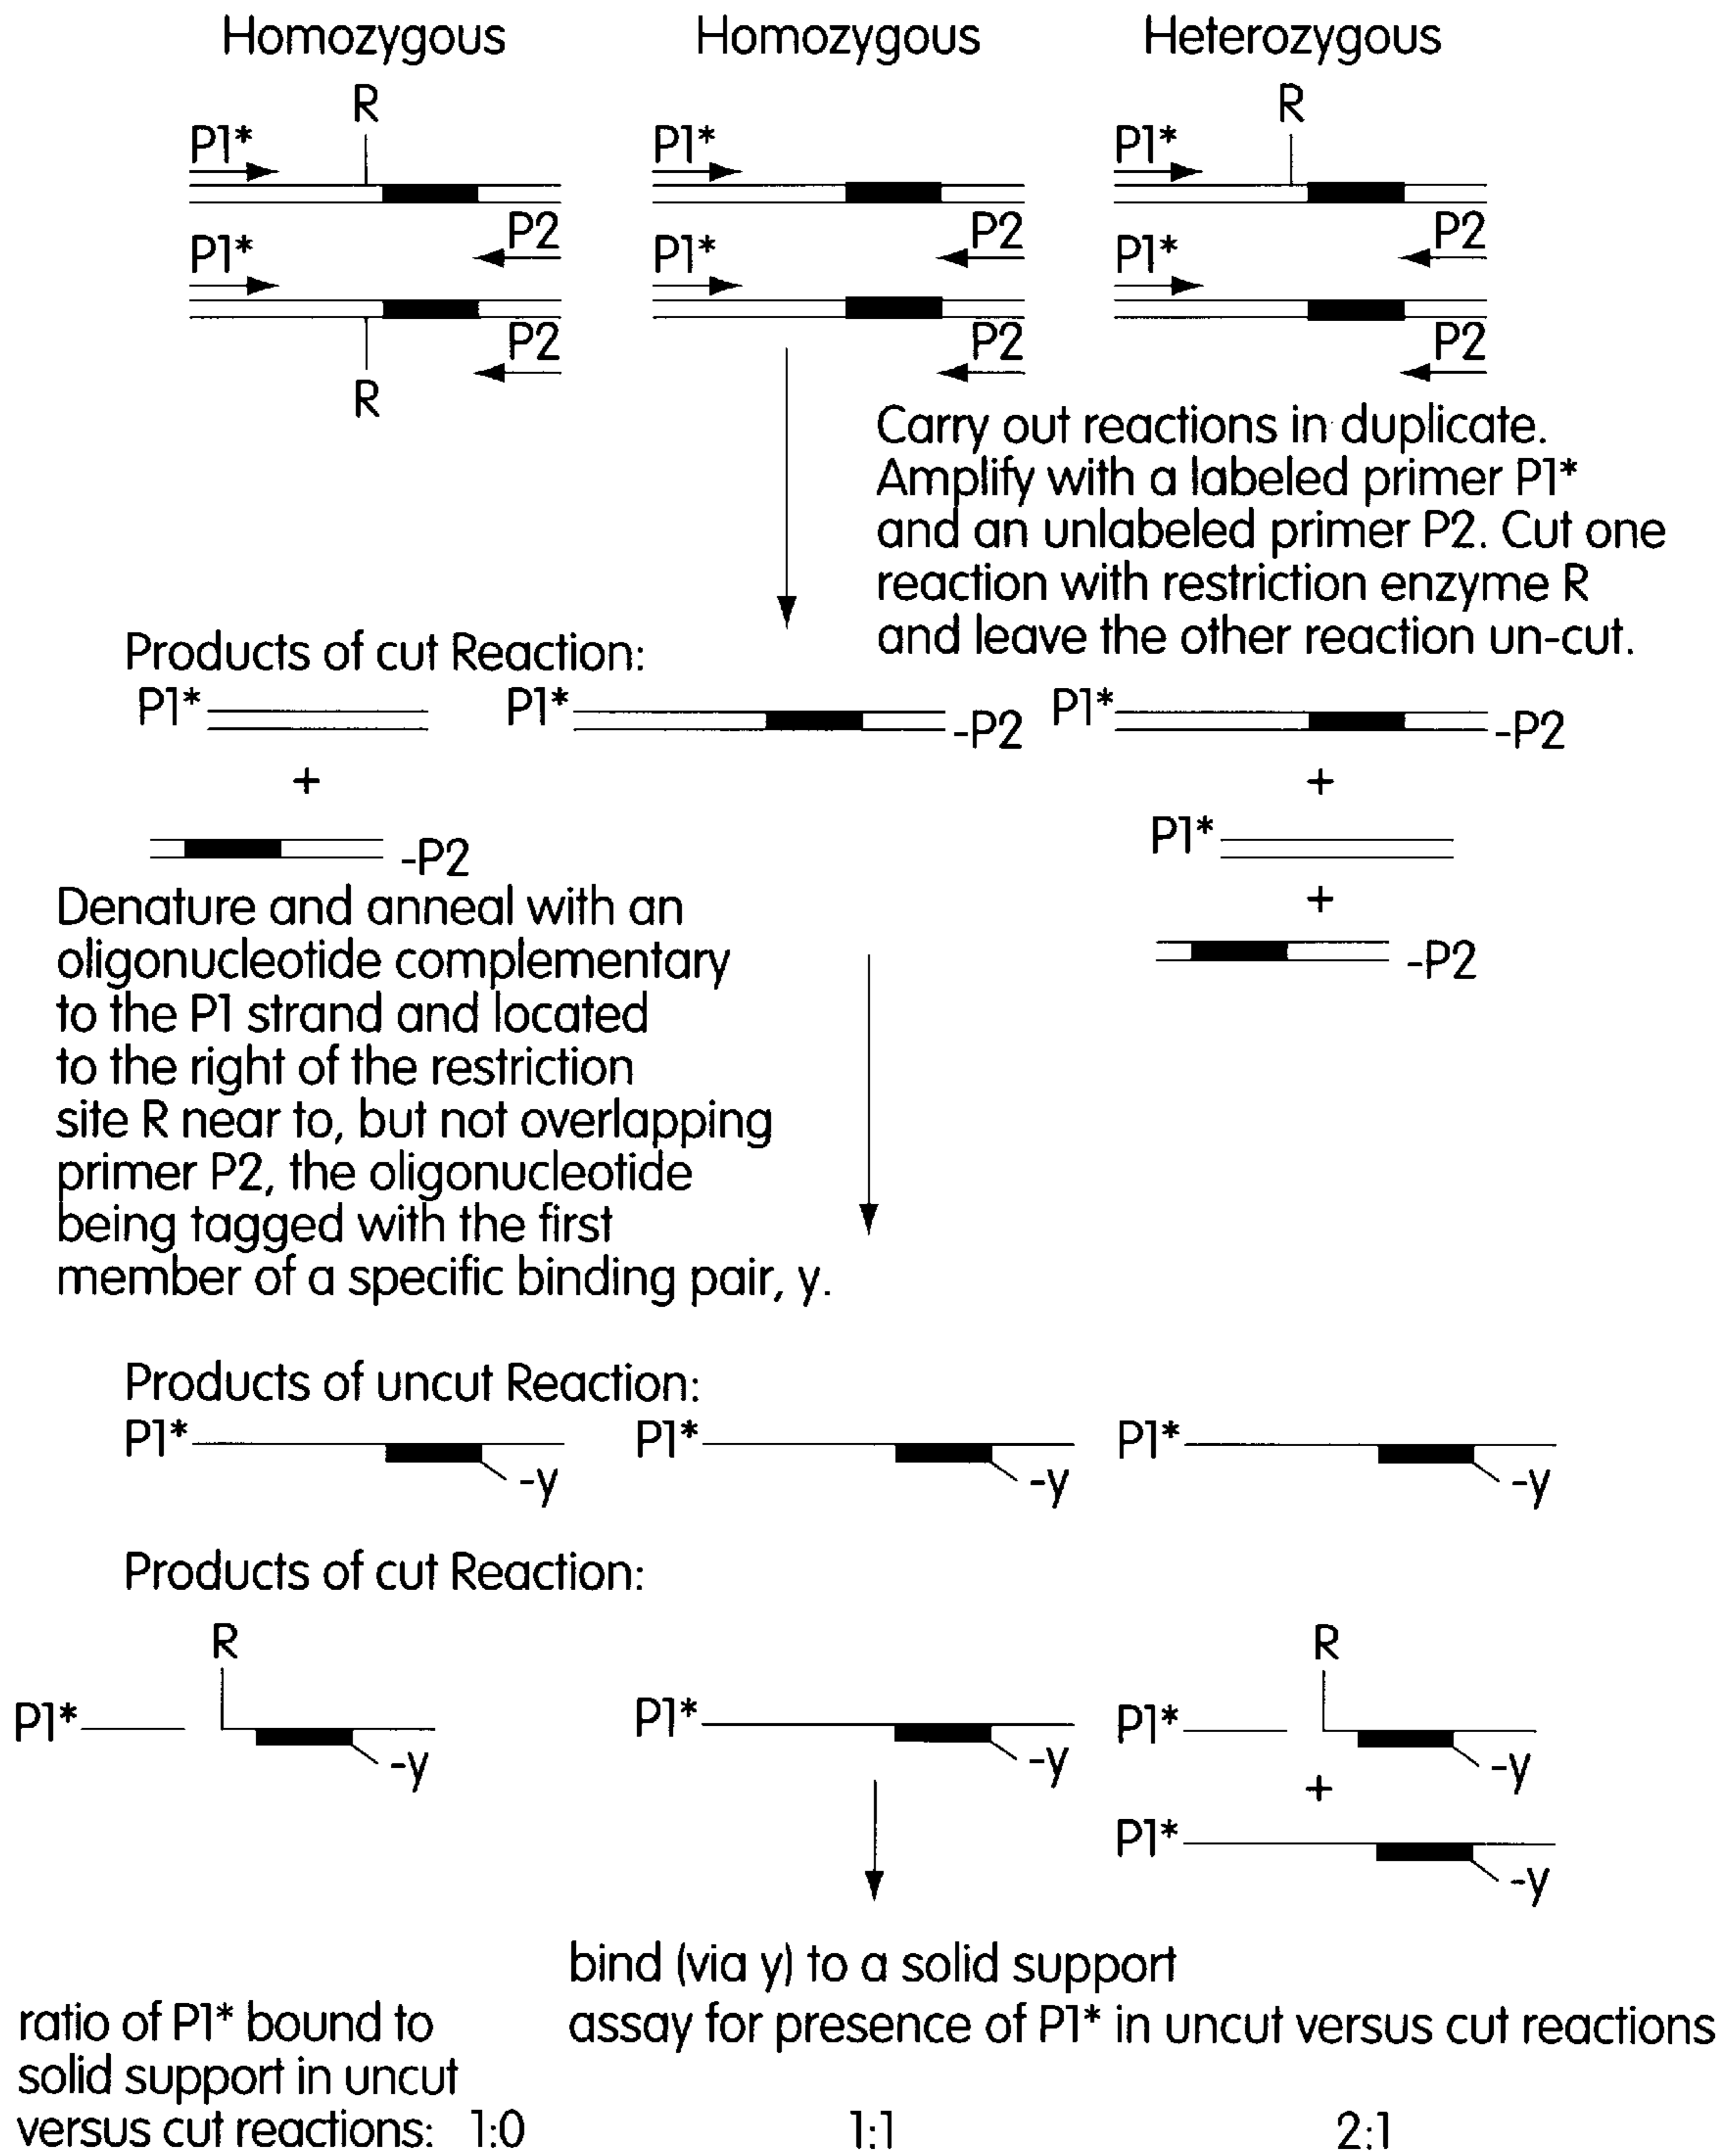 Homozygous Homozygous Heterozygous
R R
P1* P1* P1*
P2 P2 P2
P1* P1* P1*
P2 P2 P2
R
Carry out reactions in duplicate.
Amplify with a labeled primer P1*
and an unlabeled primer P2. Cut one
reaction with restriction enzyme R
and leave the other reaction un-cut.
Products of cut Reaction:
P1* P1* -P2 P1* -P2
+ +
P1*
-P2
+
-P2
Denature and anneal with an
oligonucleotide complementary
to the P1 strand and located
to the right of the restriction
site R near to, but not overlapping
primer P2, the oligonucleotide
being tagged with the first
member of a specific binding pair, y.
Products of uncut Reaction:
P1* P1* P1*
-y -y -y
Products of cut Reaction:
R R
P1* P1* P1*
-y -y -y
+
P1*
-y
bind (via y) to a solid support
assay for presence of P1* in uncut versus cut reactions
ratio of P1* bound to
solid support in uncut
versus cut reactions: 1:0 1:1 2:1